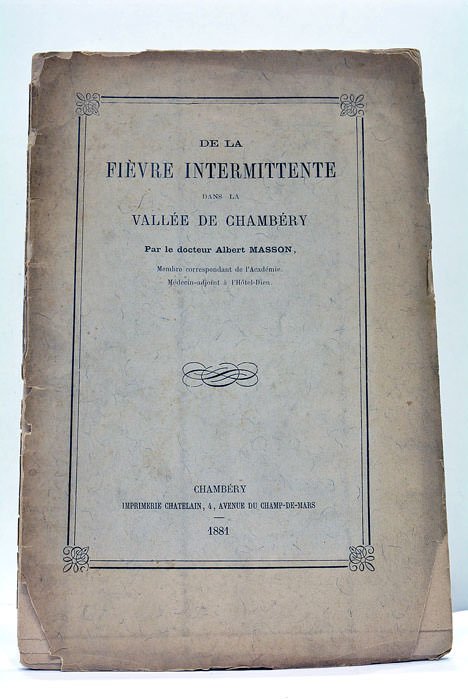 DE LA
FIÈVRE INTERMITTENTE
DANS LA
VALLÉE DE CHAMBÉRY
Par le docteur Albert MASSON,
Membre correspondant de l'Académie.
Médecin-adjoint à l'Hôtel-Dieu.
CHAMBÉRY
IMPRIMERIE CHATELAIN, 4, AVENUE DU CHAMP-DE-MARS
1881